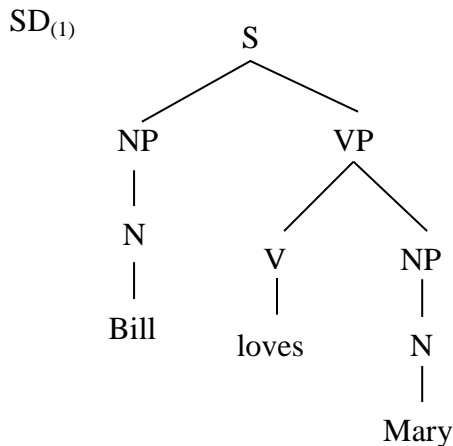 SD(1)
S
NP VP
N V NP
Bill loves N
Mary